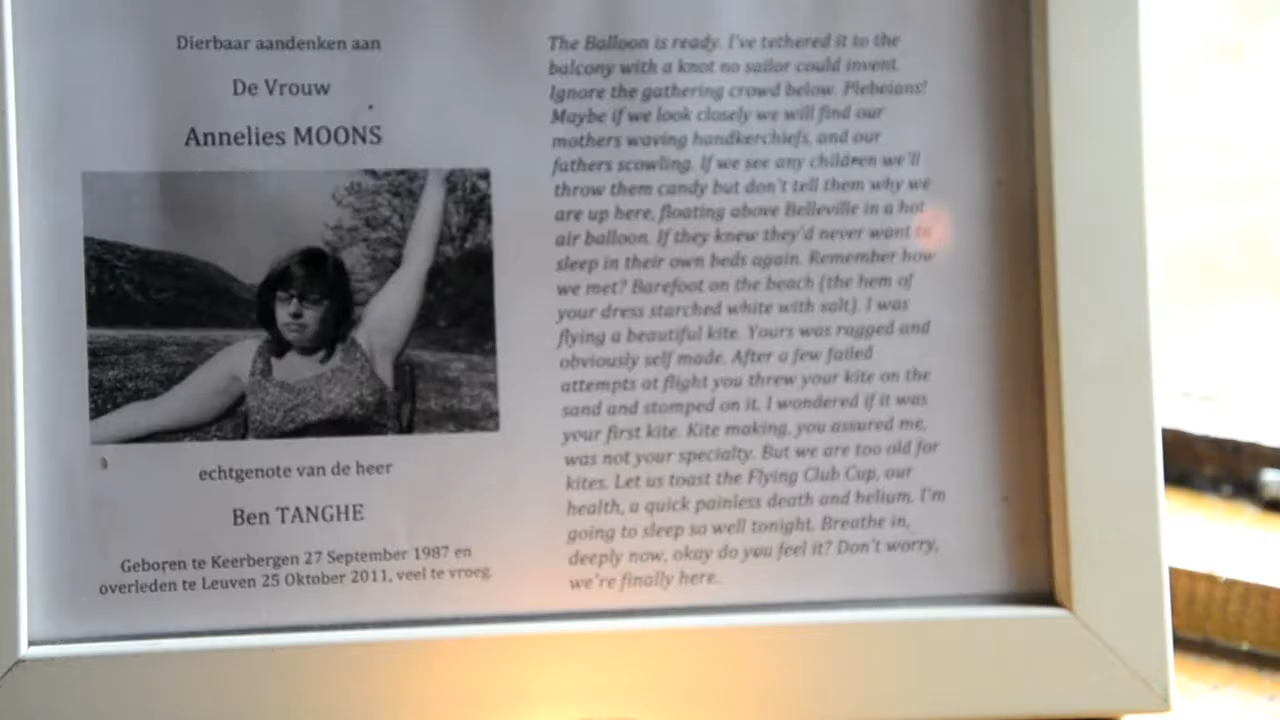 Dierbaar aandenken aan
De Vrouw
Annelies MOONS
echtgenote van de heer
Ben TANGHE
Geboren te Keerbergen 27 September 1987 en
overleden te Leuven 25 Oktober 2011, veel te vroeg.
The Balloon is ready. I've tethered it to the
balcony with a knot no sailor could invent.
Ignore the gathering crowd below. Plebeians!
Maybe if we look closely we will find our
mothers waving handkerchiefs, and our
fathers scowling. If we see any children we'll
throw them candy but don't tell them why we
are up here, floating above Belleville in a hot
air balloon. If they knew they'd never want to
sleep in their own beds again. Remember how
we met? Barefoot on the beach (the hem of
your dress starched white with salt). I was
flying a beautiful kite. Yours was ragged and
obviously self made. After a few failed
attempts at flight you threw your kite on the
sand and stomped on it. I wondered if it was
your first kite. Kite making, you assured me,
was not your specialty. But we are too old for
kites. Let us toast the Flying Club Cup, our
health, a quick painless death and helium. I'm
going to sleep so well tonight. Breathe in,
deeply now, okay do you feel it? Don't worry,
we're finally here.